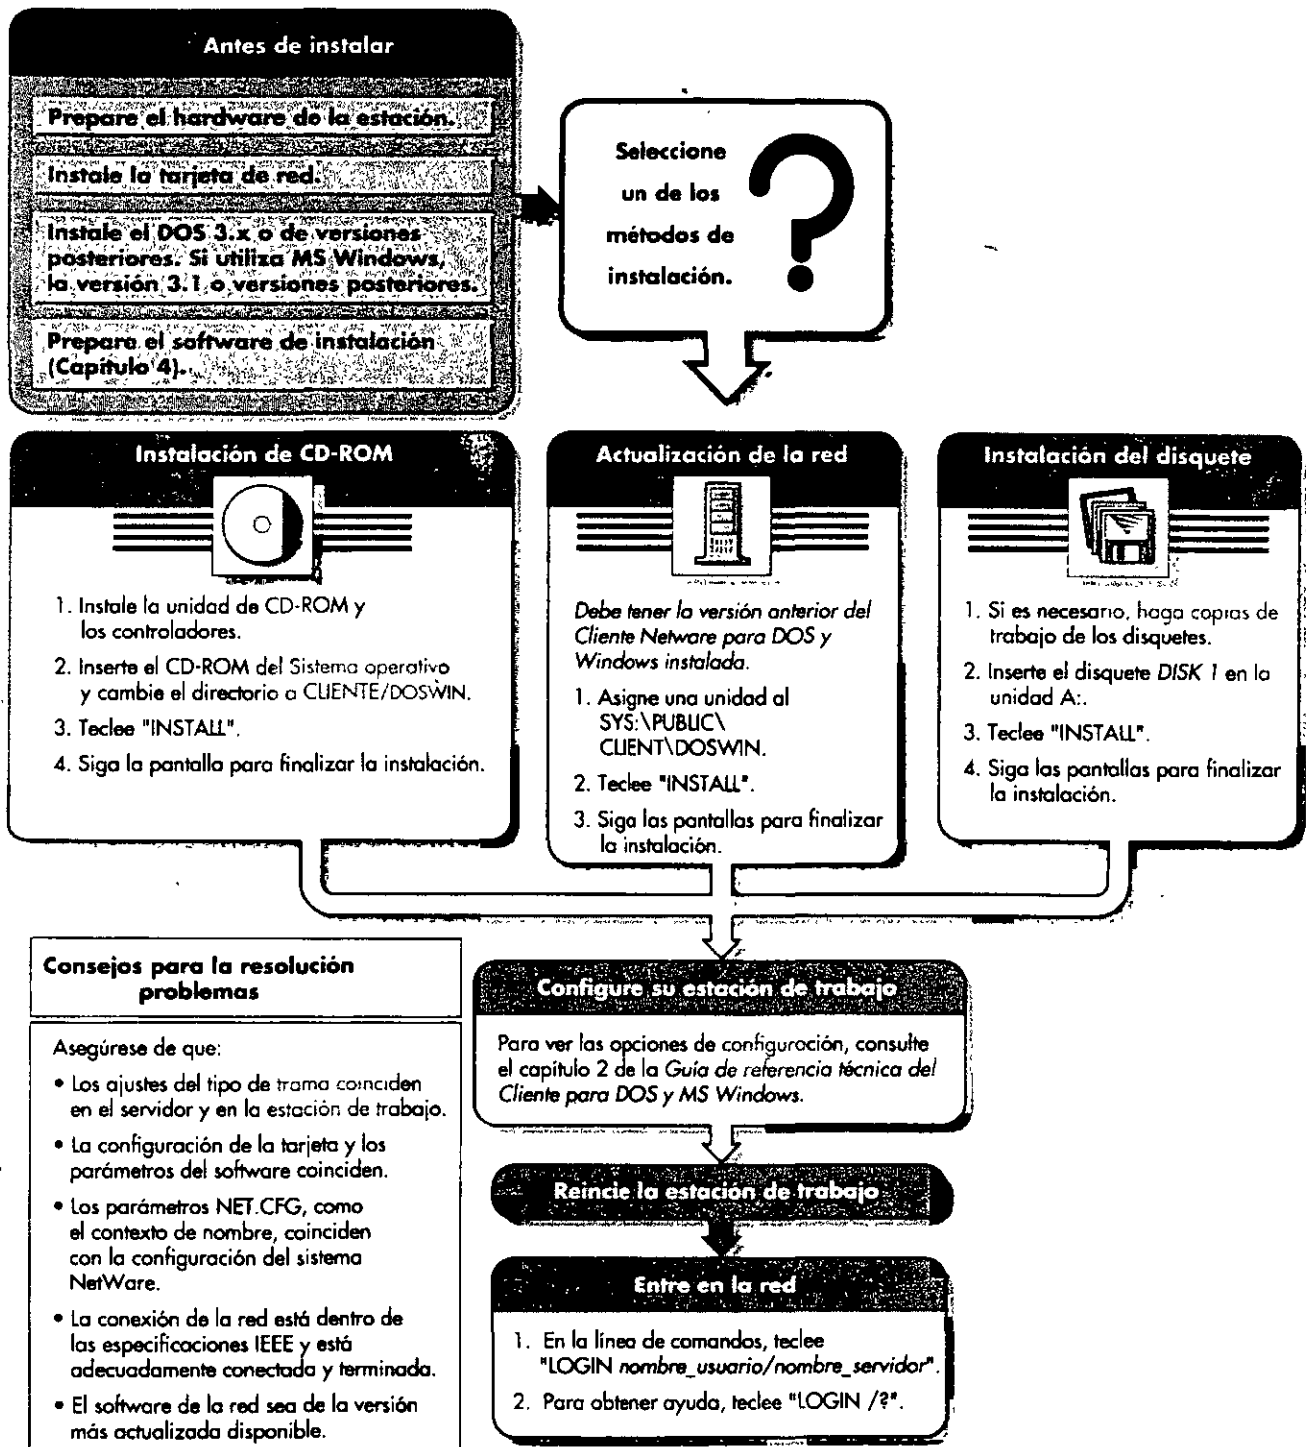 Antes de instalar
Prepare el hardware de la estación.
Instale la tarjeta de red.
Instale el DOS 3.x o de versiones
posteriores. Si utiliza MS Windows,
la versión 3.1 o versiones posteriores.
Prepare el software de instalación
(Capítulo 4).
Seleccione
un de los
métodos de
instalación.
?
Instalación de CD-ROM
1. Instale la unidad de CD-ROM y
los controladores.
2. Inserte el CD-ROM del Sistema operativo
y cambie el directorio a CLIENTE/DOSWIN.
3. Teclee "INSTALL".
4. Siga la pantalla para finalizar la instalación.
Actualización de la red
Debe tener la versión anterior del
Cliente Netware para DOS y
Windows instalada.
1. Asigne una unidad al
SYS:\PUBLIC\
CLIENT\DOSWIN.
2. Teclee "INSTALL".
3. Siga las pantallas para finalizar
la instalación.
Instalación del disquete
1. Si es necesario, haga copias de
trabajo de los disquetes.
2. Inserte el disquete DISK 1 en la
unidad A:.
3. Teclee "INSTALL".
4. Siga las pantallas para finalizar
la instalación.
Consejos para la resolución
problemas
Asegúrese de que:
• Los ajustes del tipo de trama coinciden
en el servidor y en la estación de trabajo.
• La configuración de la tarjeta y los
parámetros del software coinciden.
• Los parámetros NET.CFG, como
el contexto de nombre, coinciden
con la configuración del sistema
NetWare.
• La conexión de la red está dentro de
las especificaciones IEEE y está
adecuadamente conectada y terminada.
• El software de la red sea de la versión
más actualizada disponible.
Configure su estación de trabajo
Para ver las opciones de configuración, consulte
el capítulo 2 de la Guía de referencia técnica del
Cliente para DOS y MS Windows.
Reincie la estación de trabajo
Entre en la red
1. En la línea de comandos, teclee
"LOGIN nombre_usuario/nombre_servidor".
2. Para obtener ayuda, teclee "LOGIN /?".